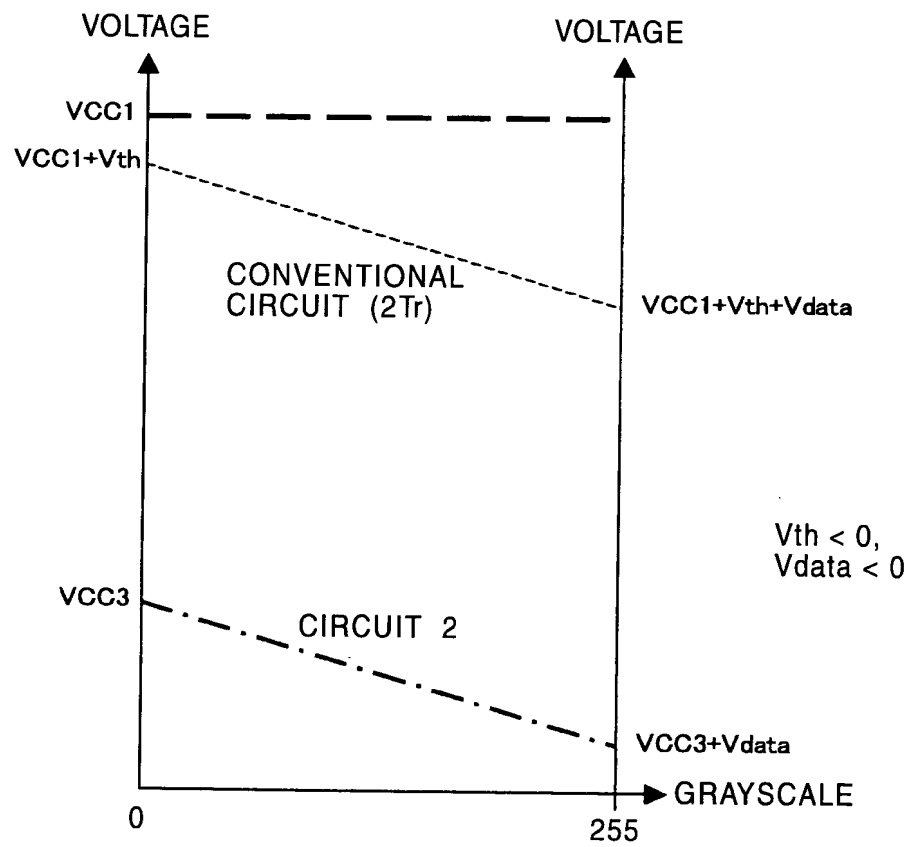 VOLTAGE
VOLTAGE
VCC1
VCC1+Vth
CONVENTIONAL
CIRCUIT (2Tr)
VCC1+Vth+Vdata
Vth < 0,
Vdata < 0
VCC3
CIRCUIT 2
VCC3+Vdata
GRAYSCALE
0
255